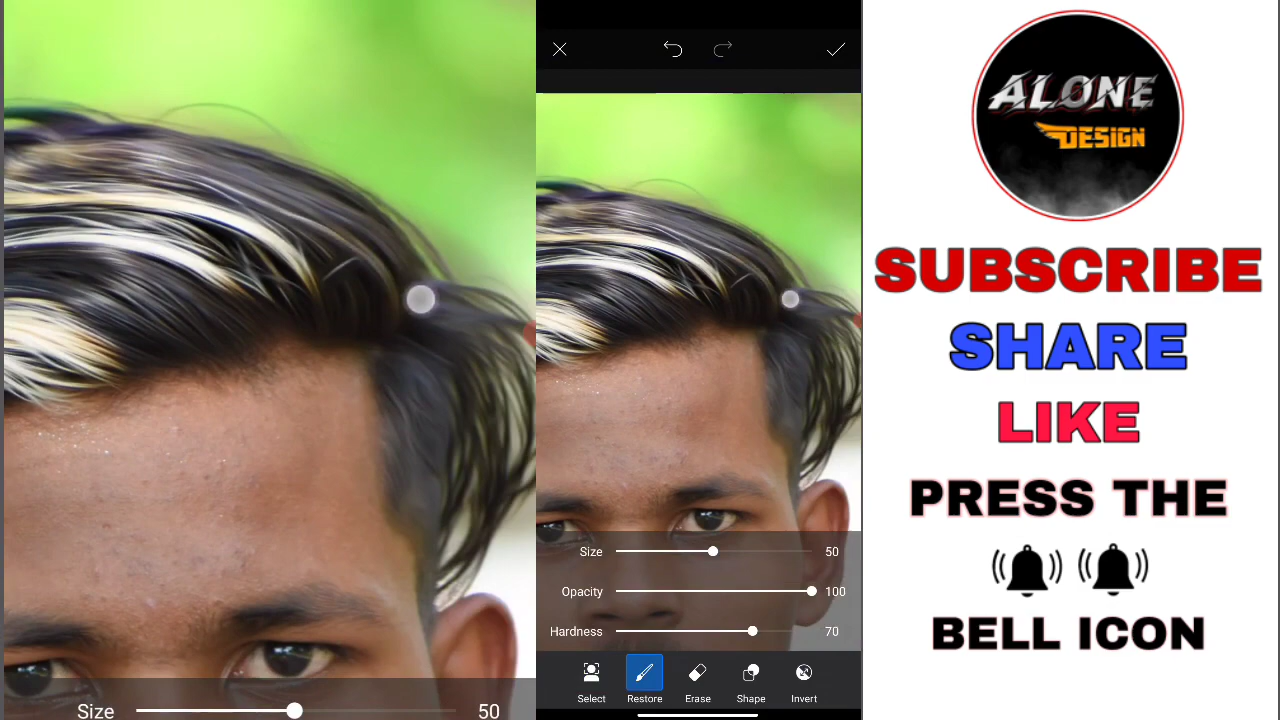 Size 50
Size 50
Opacity 100
Hardness 70
Select Restore Erase Shape Invert
ALONE
DESIGN
SUBSCRIBE
SHARE
LIKE
PRESS THE
BELL ICON